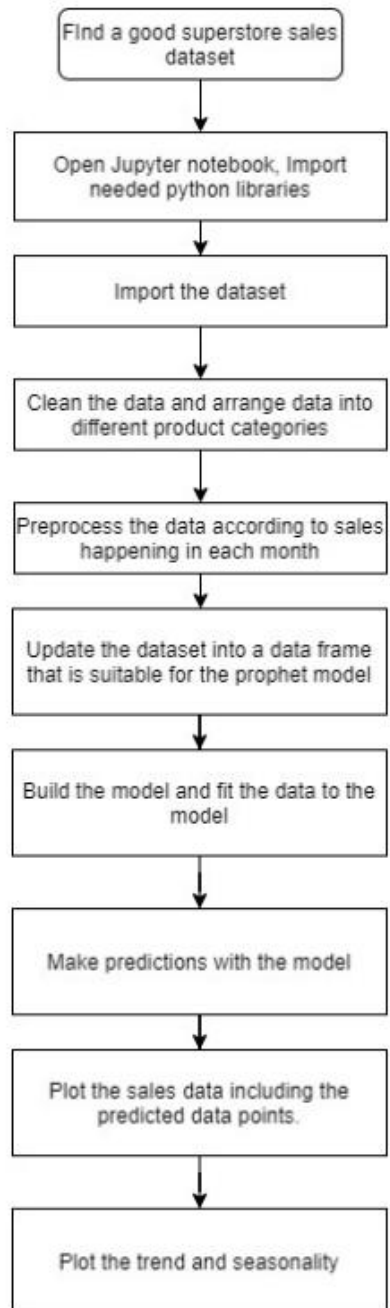 FInd a good superstore sales
dataset
Open Jupyter notebook, Import
needed python libraries
Import the dataset
Clean the data and arrange data into
different product categories
Preprocess the data according to sales
happening in each month
Update the dataset into a data frame
that is suitable for the prophet model
Build the model and fit the data to the
model
Make predictions with the model
Plot the sales data including the
predicted data points.
Plot the trend and seasonality